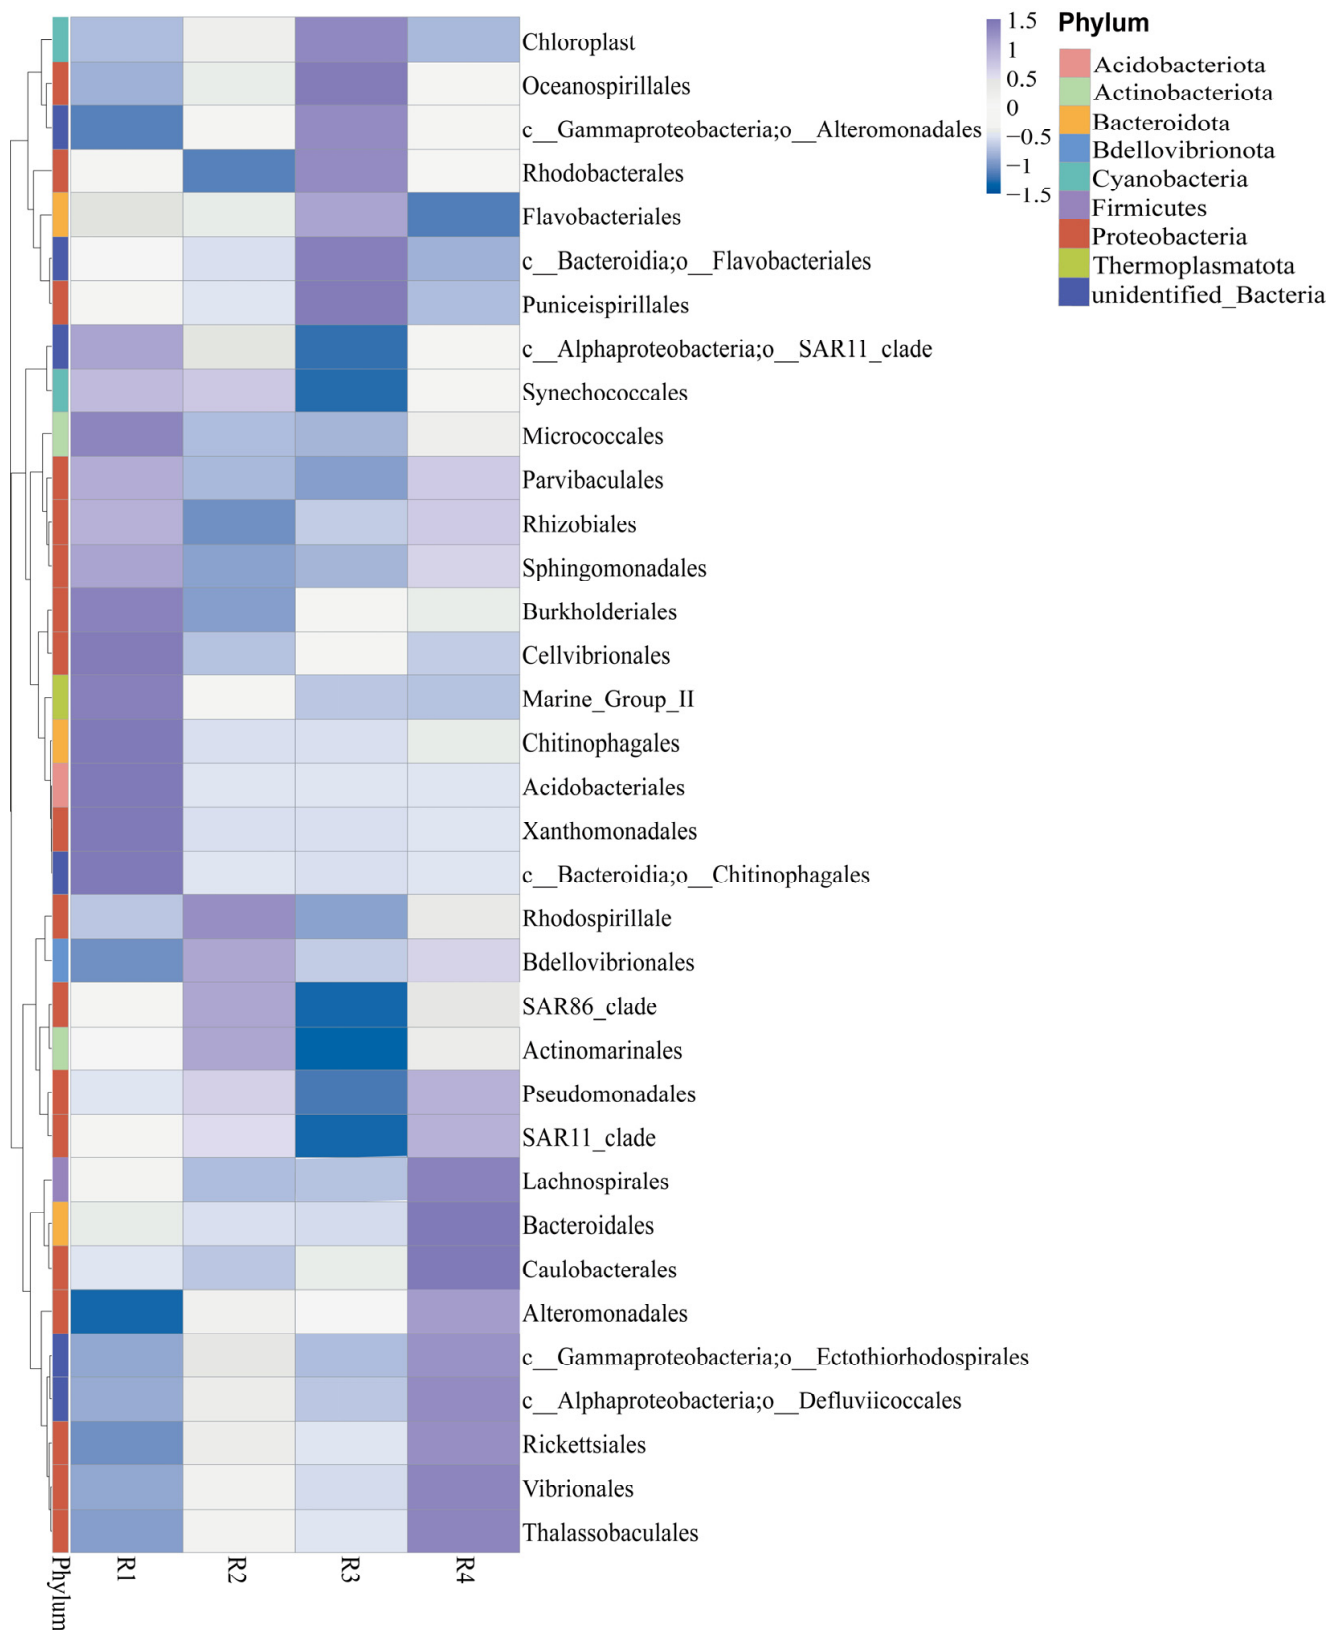 Chloroplast
Oceanospirillales
c__Gammaproteobacteria;o__Alteromonadales
Rhodobacterales
Flavobacteriales
c__Bacteroidia;o__Flavobacteriales
Puniceispirillales
c__Alphaproteobacteria;o__SAR11_clade
Synechococcales
Micrococcales
Parvibaculales
Rhizobiales
Sphingomonadales
Burkholderiales
Cellvibrionales
Marine_Group_II
Chitinophagales
Acidobacteriales
Xanthomonadales
c__Bacteroidia;o__Chitinophagales
Rhodospirillale
Bdellovibrionales
SAR86_clade
Actinomarinales
Pseudomonadales
SAR11_clade
Lachnospirales
Bacteroidales
Caulobacterales
Alteromonadales
c__Gammaproteobacteria;o__Ectothiorhodospirales
c__Alphaproteobacteria;o__Defluviicoccales
Rickettsiales
Vibrionales
Thalassobaculales
Phylum
R1
R2
R3
R4
1.5
1
0.5
0
−0.5
−1
−1.5
Phylum
Acidobacteriota
Actinobacteriota
Bacteroidota
Bdellovibrionota
Cyanobacteria
Firmicutes
Proteobacteria
Thermoplasmatota
unidentified_Bacteria